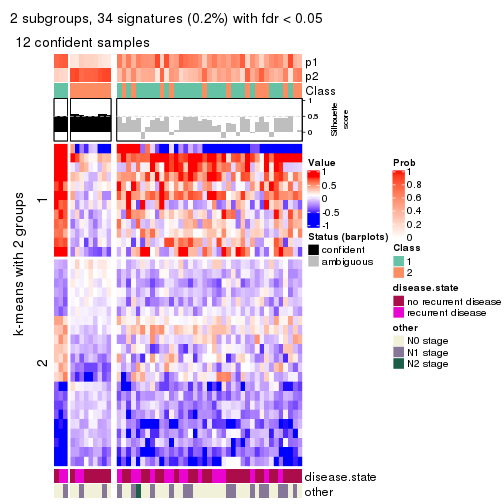 2 subgroups, 34 signatures (0.2%) with fdr < 0.05
12 confident samples
p1
p2
Class
1
0.5
0
Silhouette
score
k-means with 2 groups
1
2
disease.state
other
Value
1
0.5
0
-0.5
-1
Status (barplots)
confident
ambiguous
Prob
1
0.8
0.6
0.4
0.2
0
Class
1
2
disease.state
no recurrent disease
recurrent disease
other
N0 stage
N1 stage
N2 stage